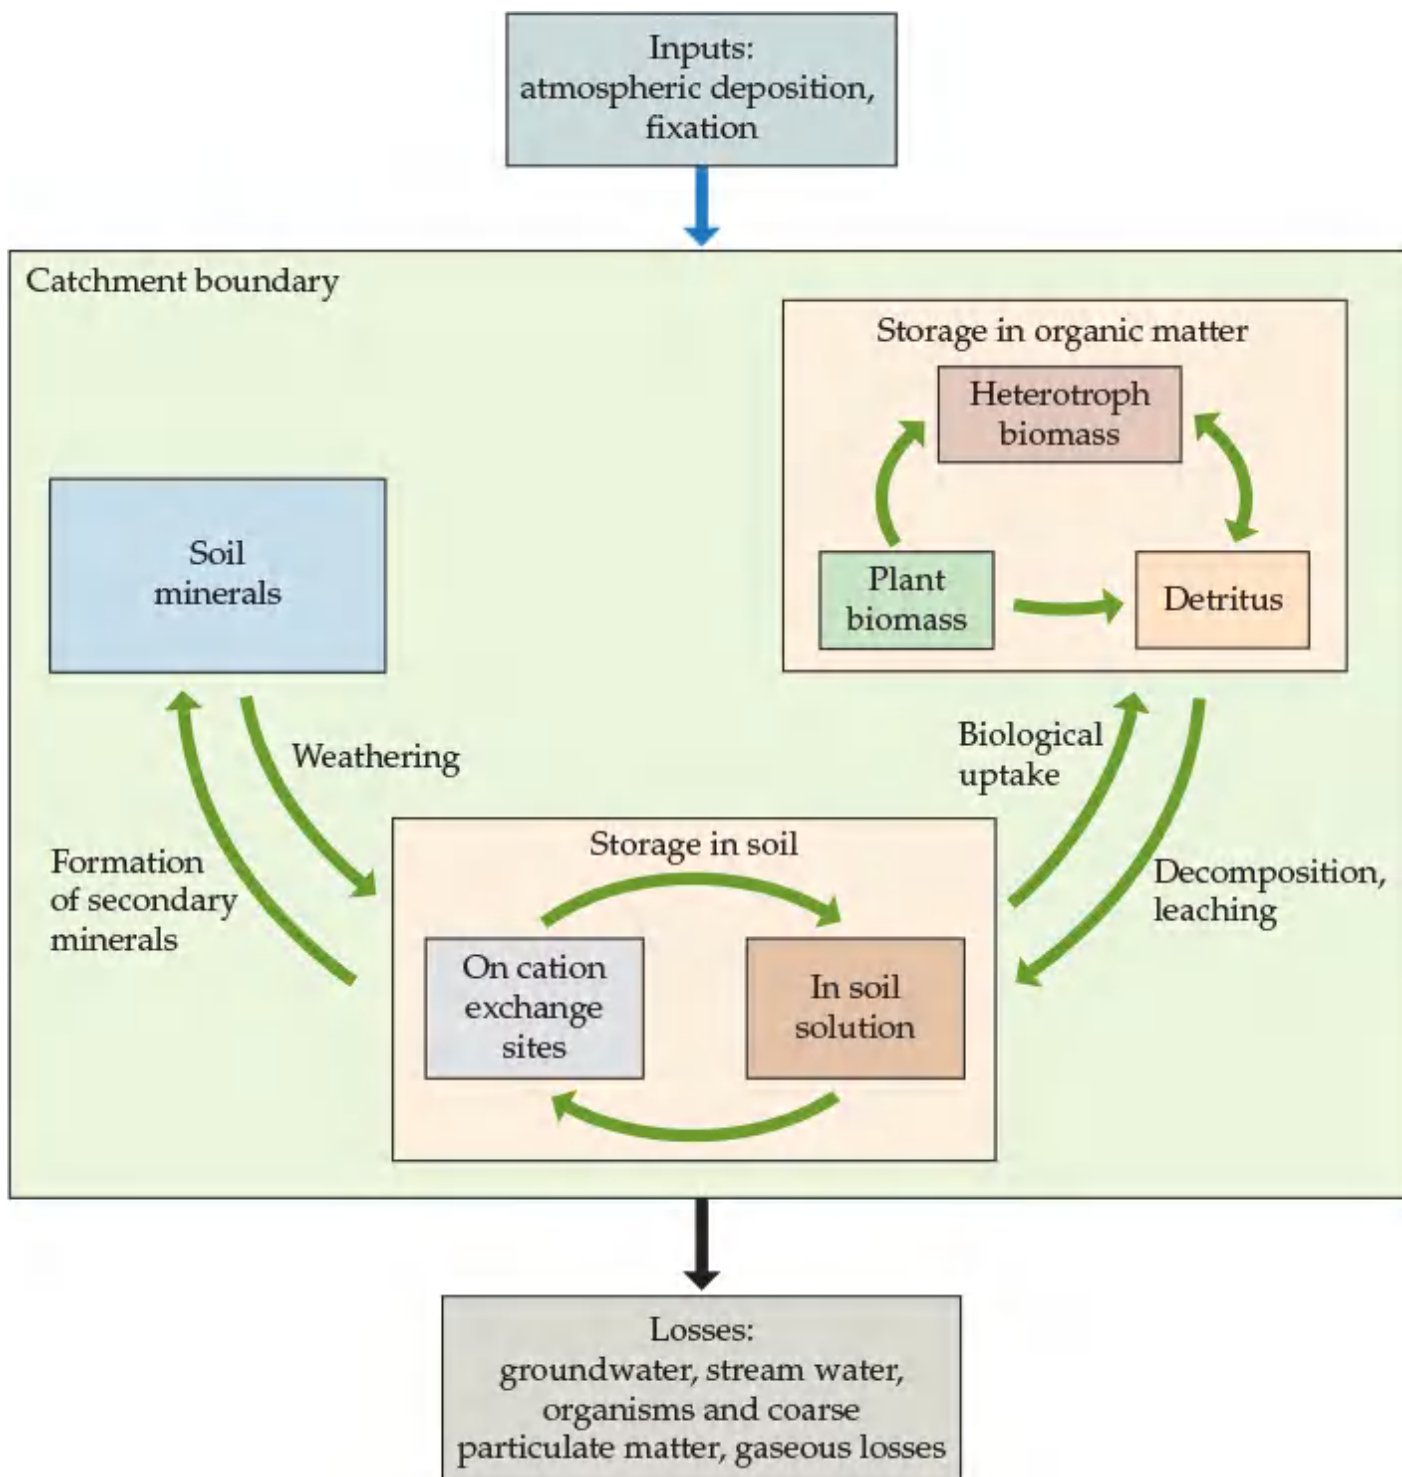 Inputs:
atmospheric deposition,
fixation
Catchment boundary
Storage in organic matter
Heterotroph
biomass
Soil
minerals
Plant
biomass
Detritus
Weathering
Biological
uptake
Formation
of secondary
minerals
Storage in soil
Decomposition,
leaching
On cation
exchange
sites
In soil
solution
Losses:
groundwater, stream water,
organisms and coarse
particulate matter, gaseous losses